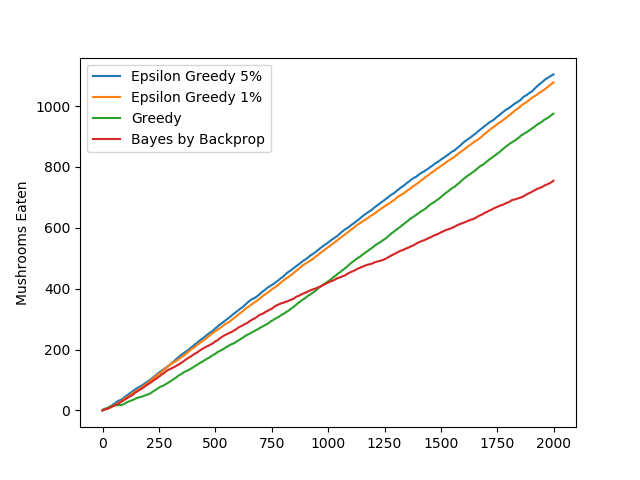 Epsilon Greedy 5%
Epsilon Greedy 1%
Greedy
Bayes by Backprop
Mushrooms Eaten
1000
800
600
400
200
0
0 250 500 750 1000 1250 1500 1750 2000